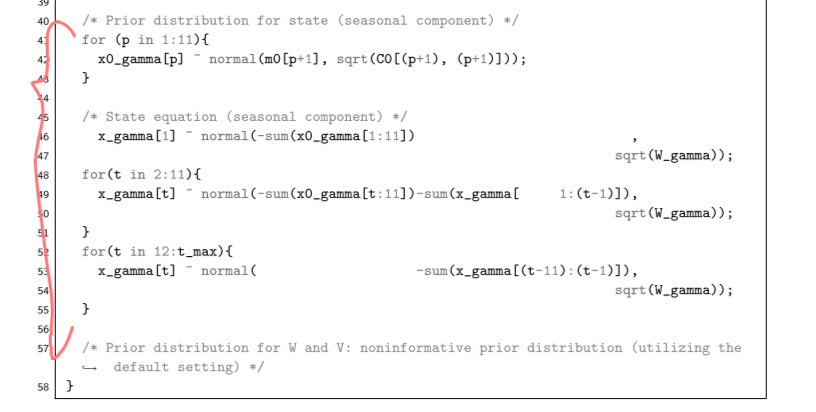 39
40 /* Prior distribution for state (seasonal component) */
41 for (p in 1:11){
42 x0_gamma[p] ~ normal(m0[p+1], sqrt(C0[(p+1), (p+1)]));
43 }
44
45 /* State equation (seasonal component) */
46 x_gamma[1] ~ normal(-sum(x0_gamma[1:11]) ,
47 sqrt(W_gamma));
48 for(t in 2:11){
49 x_gamma[t] ~ normal(-sum(x0_gamma[t:11])-sum(x_gamma[ 1:(t-1)]),
50 sqrt(W_gamma));
51 }
52 for(t in 12:t_max){
53 x_gamma[t] ~ normal( -sum(x_gamma[(t-11):(t-1)]),
54 sqrt(W_gamma));
55 }
56
57 /* Prior distribution for W and V: noninformative prior distribution (utilizing the
↪ default setting) */
58 }